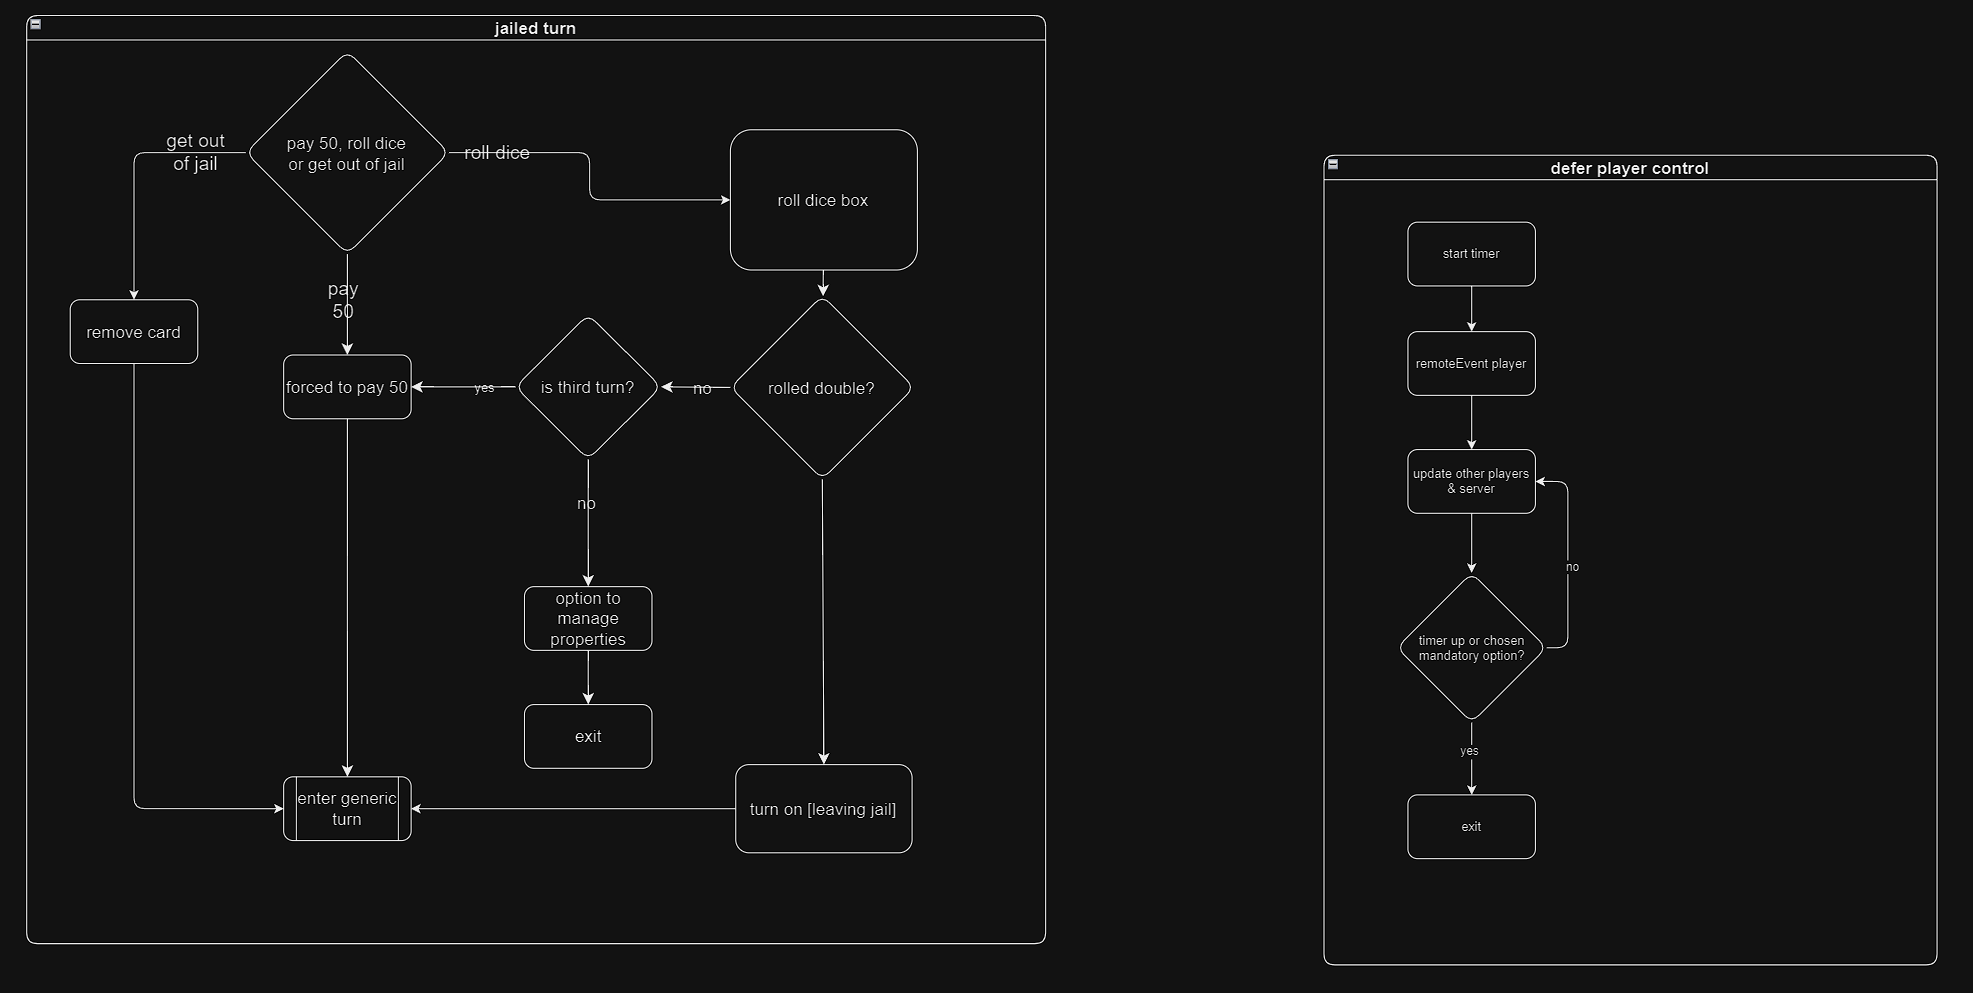 jailed turn
pay 50, roll dice
or get out of jail
get out
of jail
roll dice
roll dice box
pay
50
remove card
forced to pay 50
yes
is third turn?
no
rolled double?
no
option to
manage
properties
exit
enter generic
turn
turn on [leaving jail]
defer player control
start timer
remoteEvent player
update other players
& server
no
timer up or chosen
mandatory option?
yes
exit